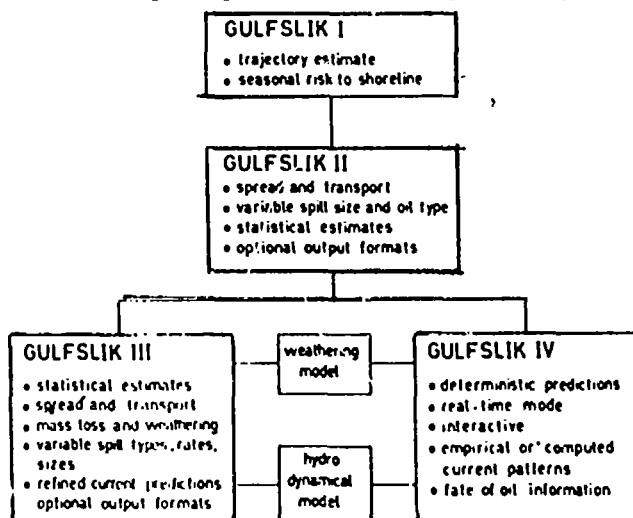 GULFSLIK I
• trajectory estimate
• seasonal risk to shoreline
GULFSLIK II
• spread and transport
• variable spill size and oil type
• statistical estimates
• optional output formats
GULFSLIK III
• statistical estimates
• spread and transport
• mass loss and weathering
• variable spill types, rates,
sizes
• refined current predictions
optional output formats
weathering
model
hydro
dynamical
model
GULFSLIK IV
• deterministic predictions
• real-time mode
• interactive
• empirical or computed
current patterns
• fate of oil information